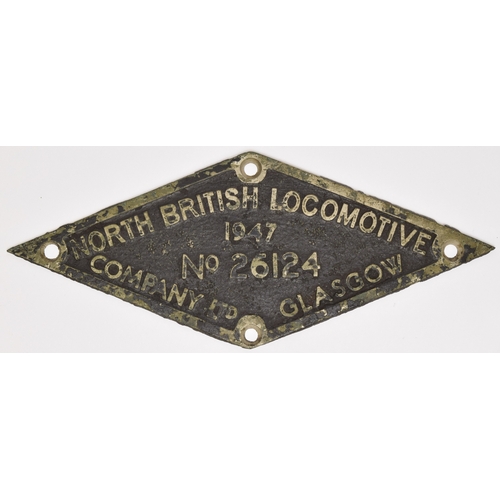 NORTH BRITISH LOCOMOTIVE
1947
No 26124
COMPANY LTD GLASGOW